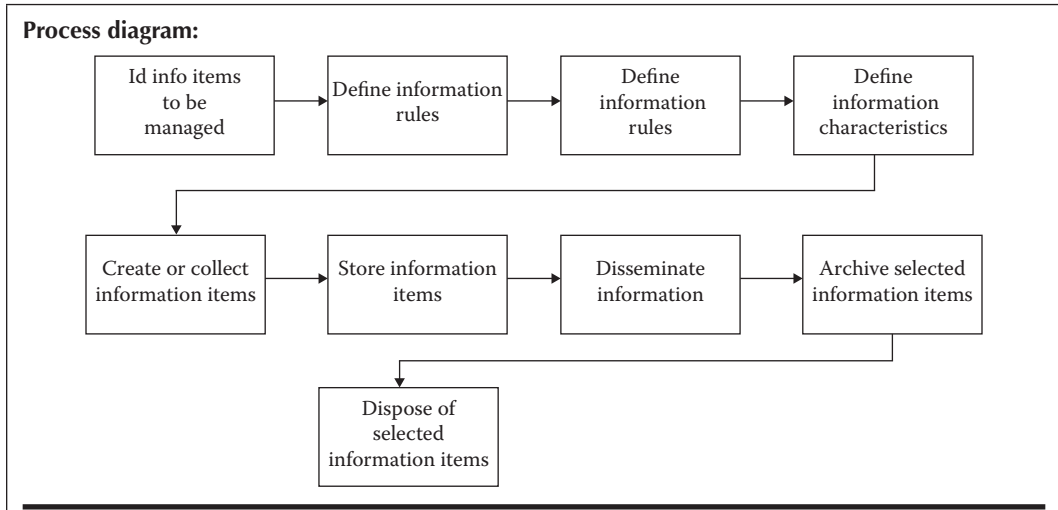 Process diagram:
Id info items
to be
managed
Define information
rules
Define
information
rules
Define
information
characteristics
Create or collect
information items
Store information
items
Disseminate
information
Archive selected
information items
Dispose of
selected
information items